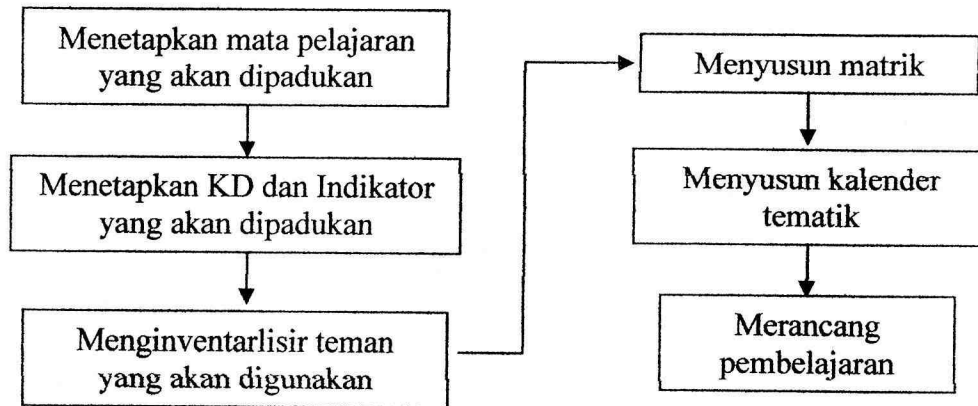 Menetapkan mata pelajaran
yang akan dipadukan
Menetapkan KD dan Indikator
yang akan dipadukan
Menginventarlisir teman
yang akan digunakan
Menyusun matrik
Menyusun kalender
tematik
Merancang
pembelajaran